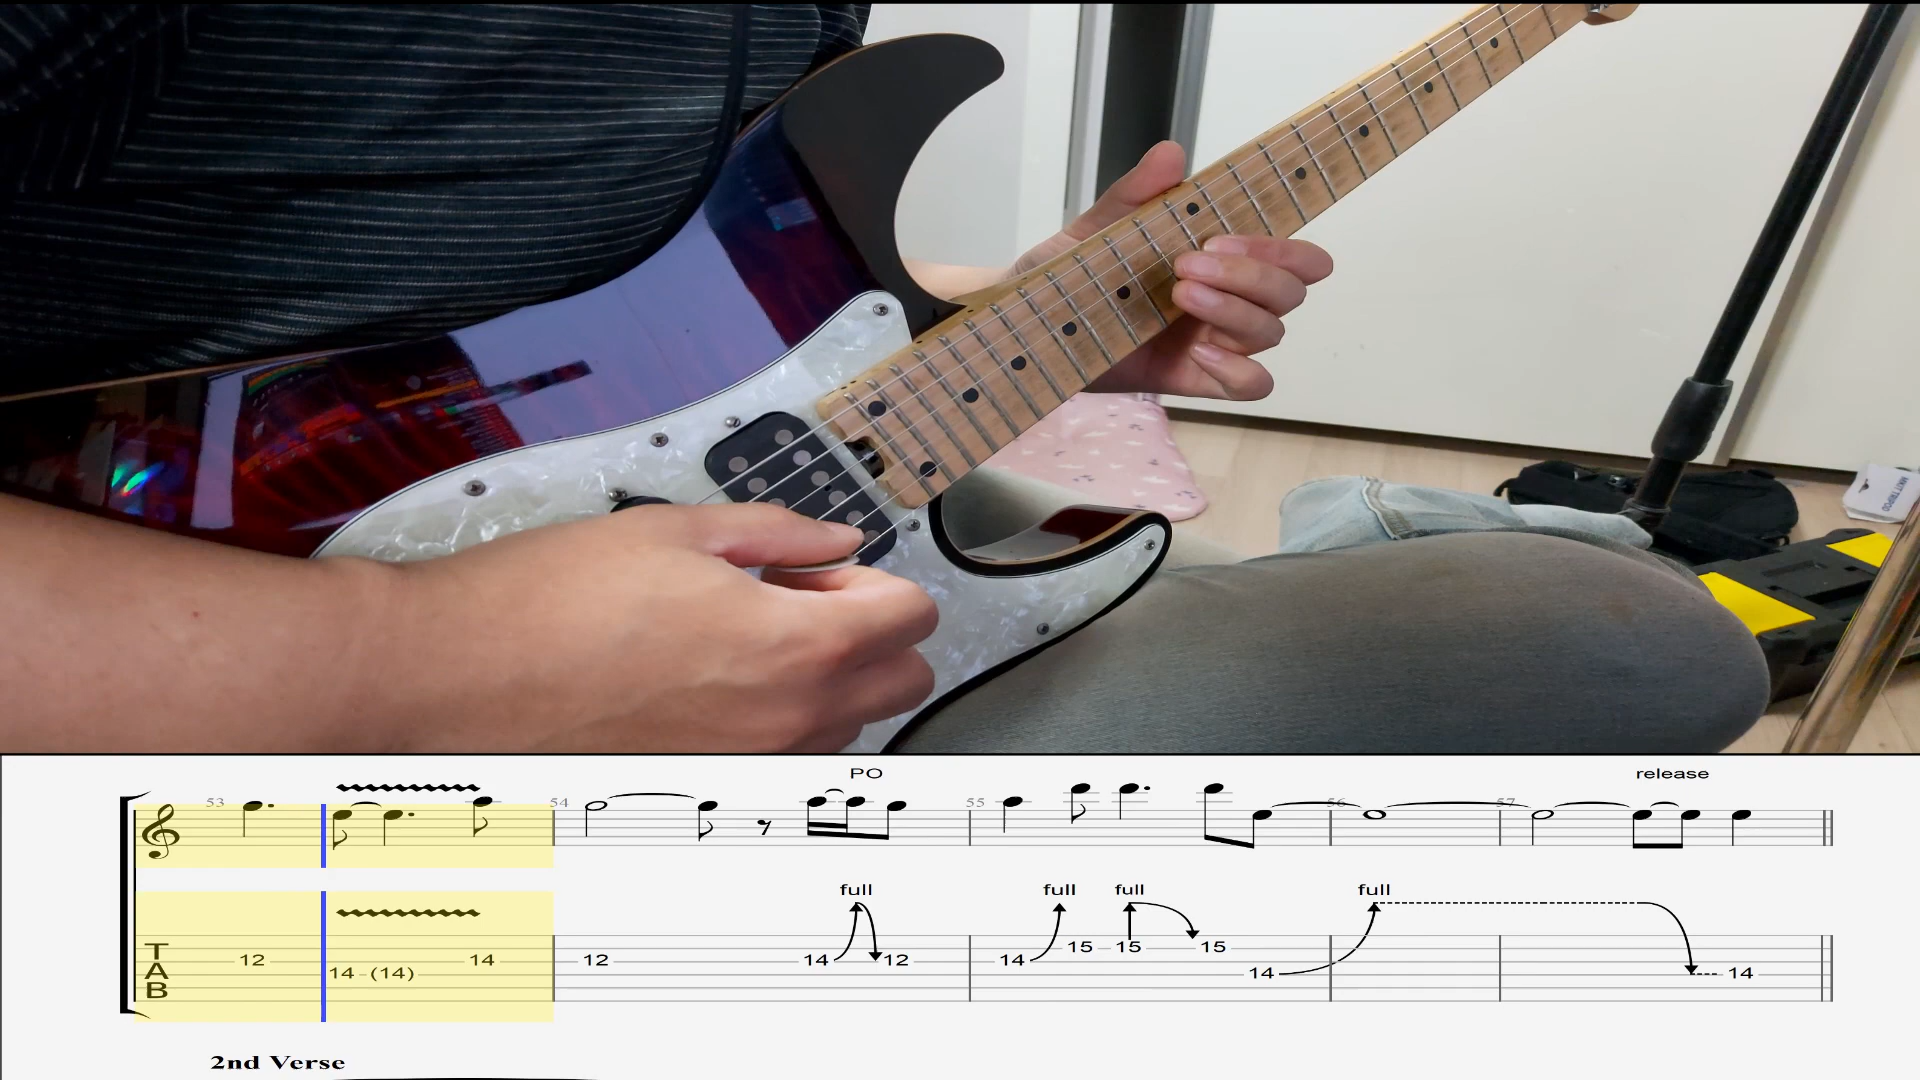 PO release
53 54 55 56 57
full full full full
T A B
12 14 (14) 14 12 14 12 14 15 15 15 14 14
2nd Verse